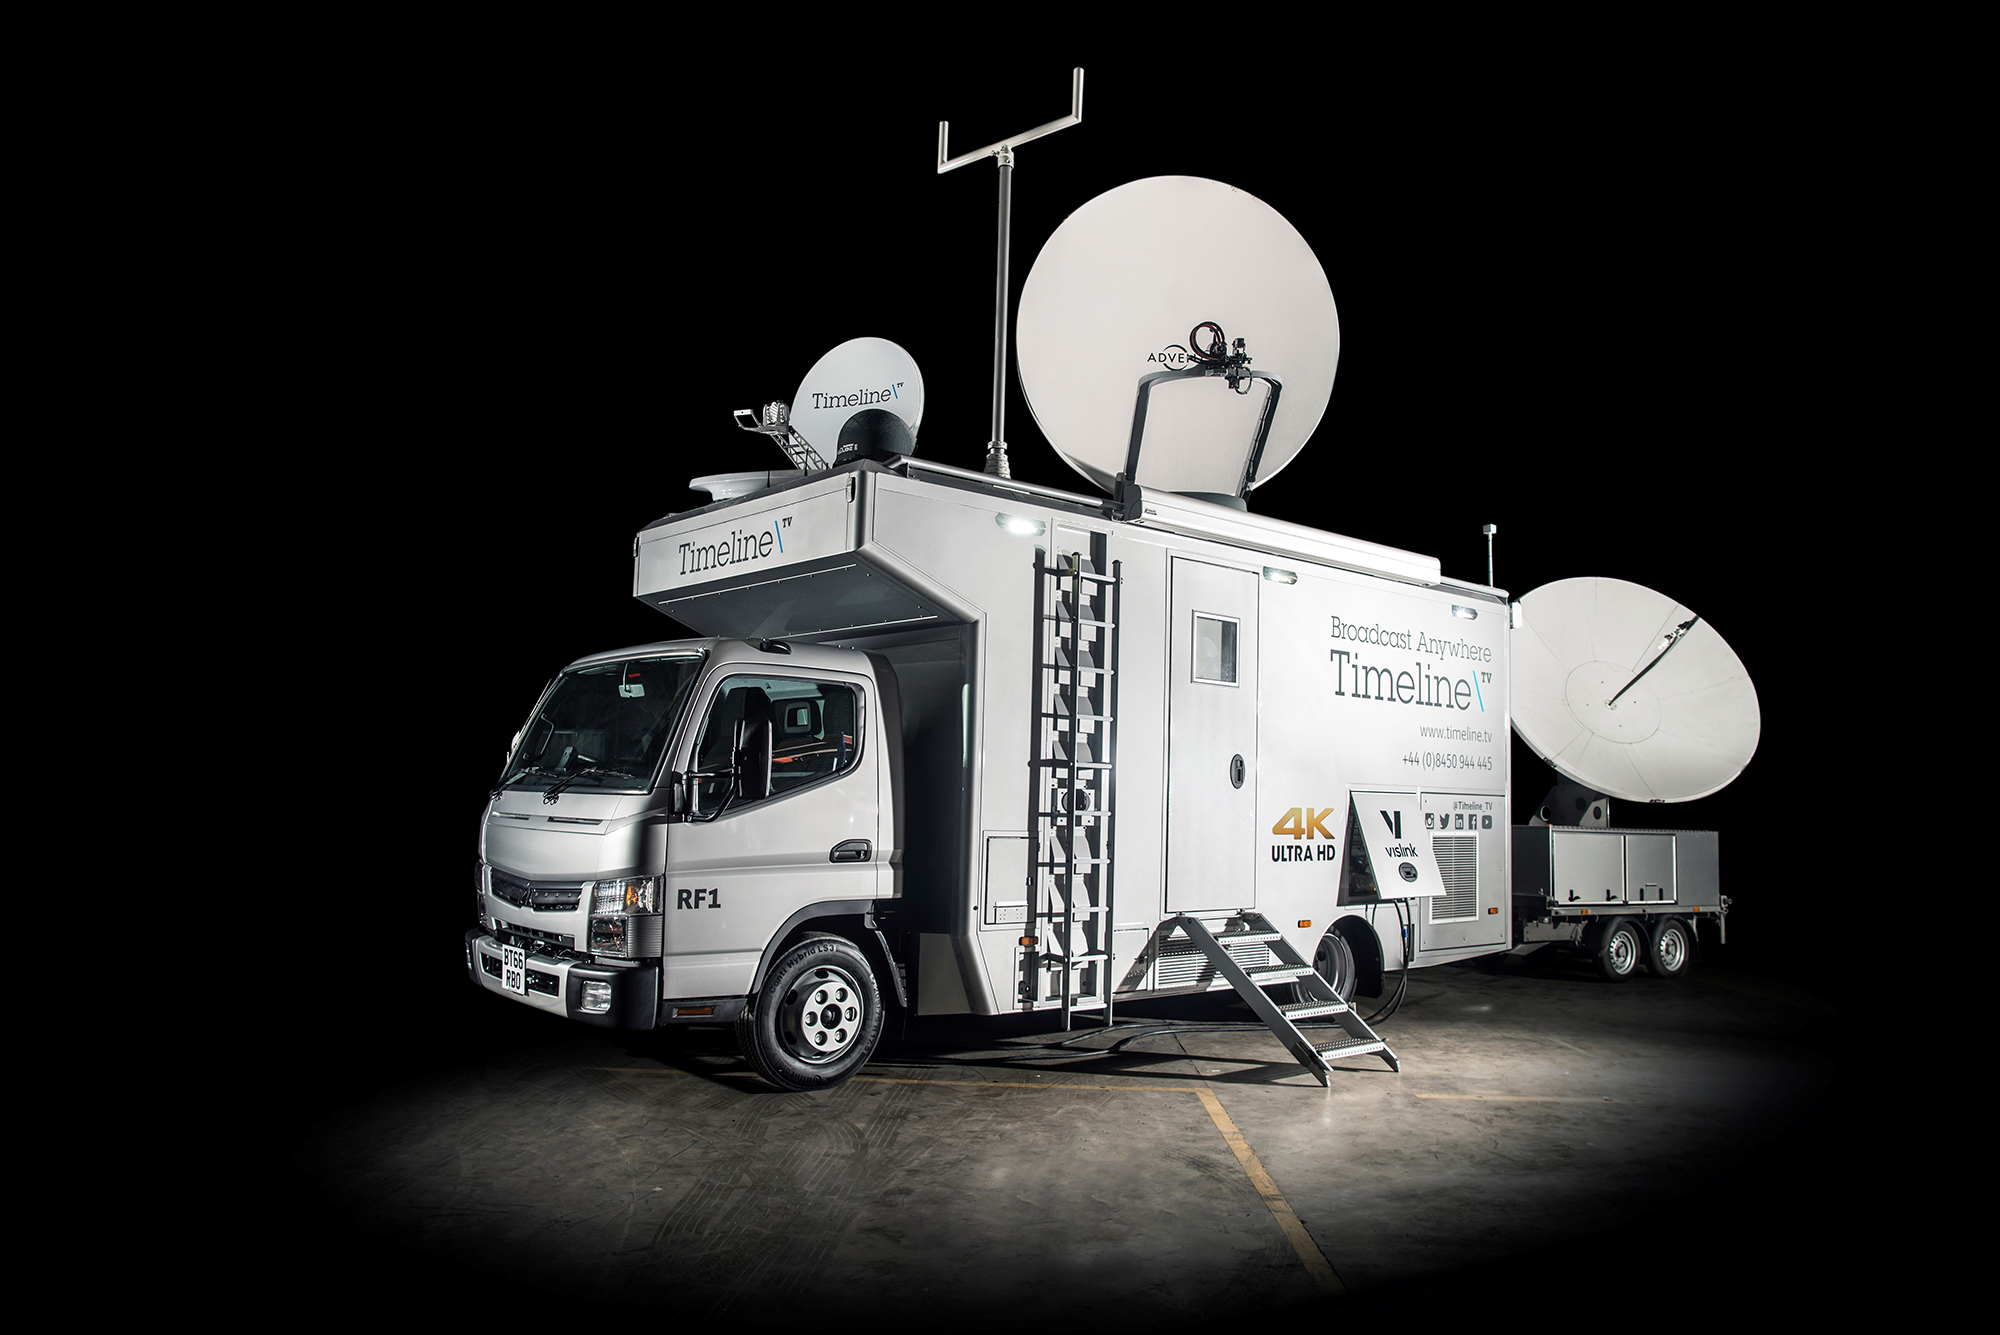 ADVEN
Timeline\TV
Timeline\TV
Broadcast Anywhere
Timeline\TV
www.timeline.tv
+44 (0)8450 944 445
@Timeline_TV
4K
ULTRA HD
vislink
RF1
BT66
RBO